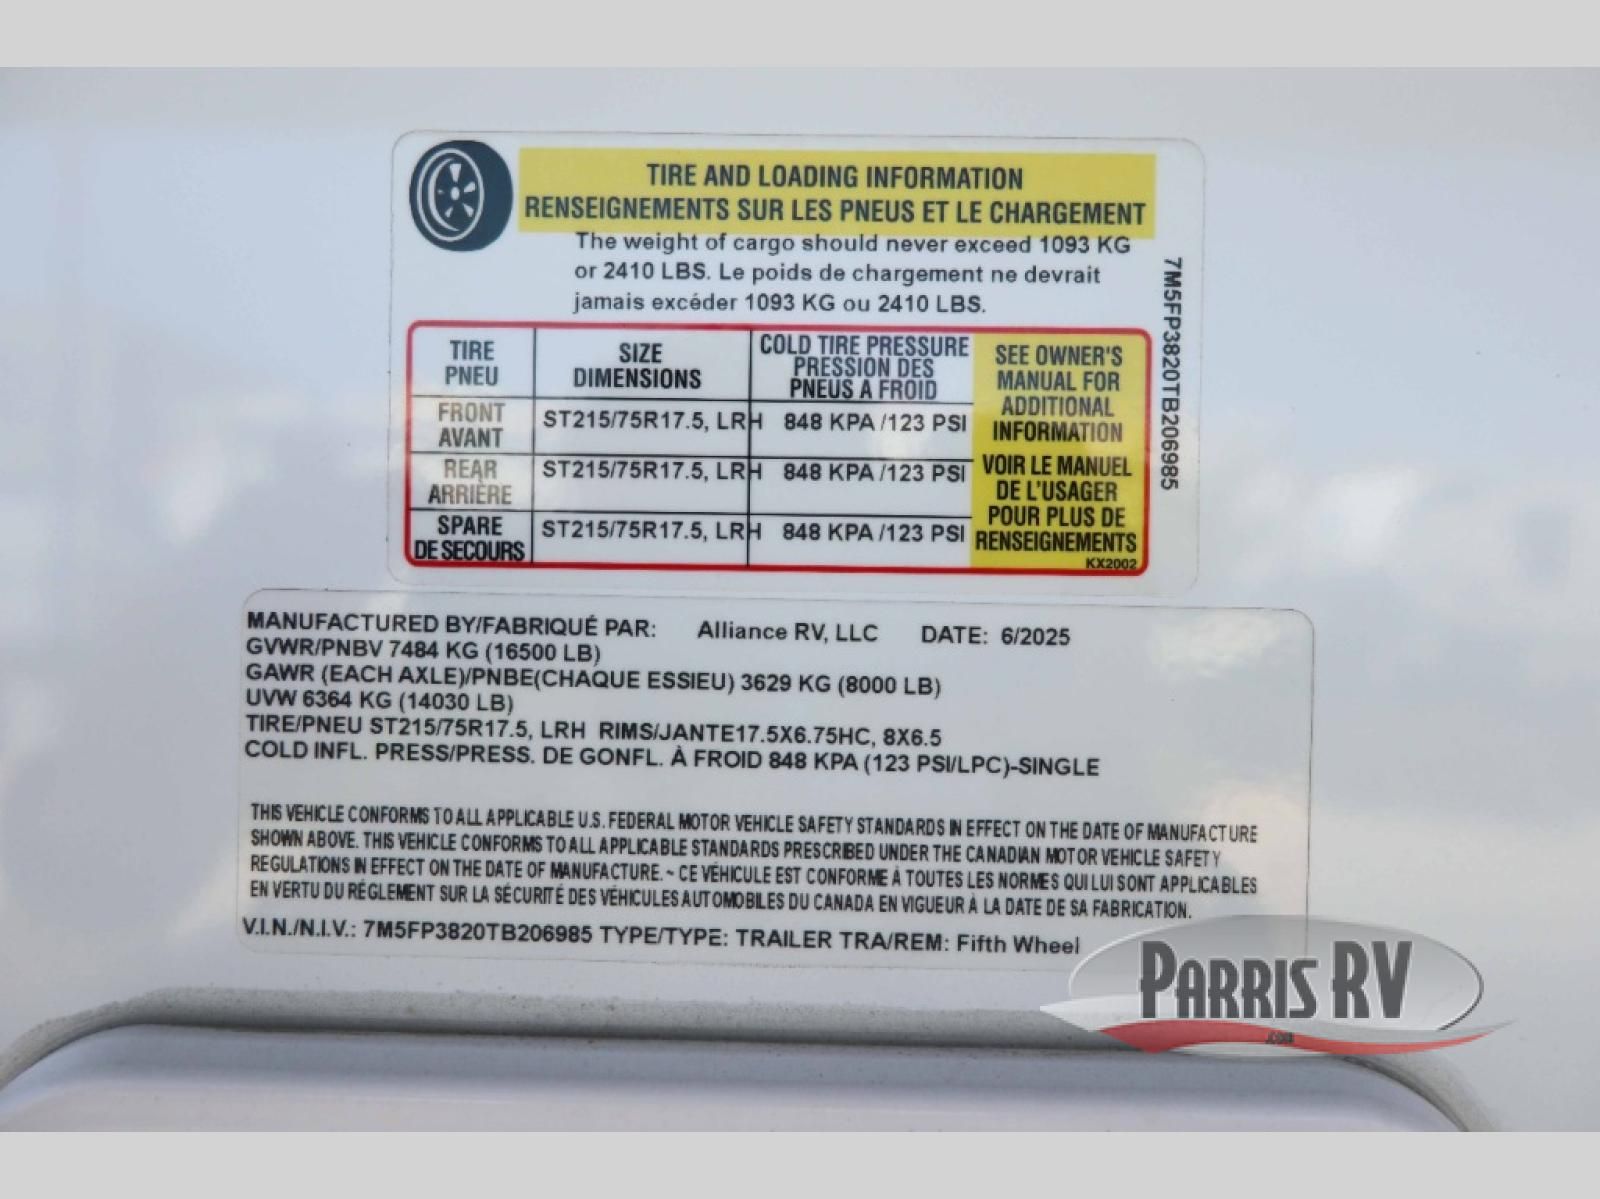 TIRE AND LOADING INFORMATION
RENSEIGNEMENTS SUR LES PNEUS ET LE CHARGEMENT
The weight of cargo should never exceed 1093 KG
or 2410 LBS. Le poids de chargement ne devrait
jamais excéder 1093 KG ou 2410 LBS.
TIRE
PNEU
SIZE
DIMENSIONS
COLD TIRE PRESSURE
PRESSION DES
PNEUS A FROID
FRONT
AVANT
ST215/75R17.5, LRH
848 KPA /123 PSI
REAR
ARRIÈRE
ST215/75R17.5, LRH
848 KPA /123 PSI
SPARE
DE SECOURS
ST215/75R17.5, LRH
848 KPA /123 PSI
SEE OWNER'S
MANUAL FOR
ADDITIONAL
INFORMATION
VOIR LE MANUEL
DE L'USAGER
POUR PLUS DE
RENSEIGNEMENTS
KX2002
7M5FP3820TB206985
MANUFACTURED BY/FABRIQUÉ PAR: Alliance RV, LLC DATE: 6/2025
GVWR/PNBV 7484 KG (16500 LB)
GAWR (EACH AXLE)/PNBE(CHAQUE ESSIEU) 3629 KG (8000 LB)
UVW 6364 KG (14030 LB)
TIRE/PNEU ST215/75R17.5, LRH RIMS/JANTE17.5X6.75HC, 8X6.5
COLD INFL. PRESS/PRESS. DE GONFL. À FROID 848 KPA (123 PSI/LPC)-SINGLE
THIS VEHICLE CONFORMS TO ALL APPLICABLE U.S. FEDERAL MOTOR VEHICLE SAFETY STANDARDS IN EFFECT ON THE DATE OF MANUFACTURE
SHOWN ABOVE. THIS VEHICLE CONFORMS TO ALL APPLICABLE STANDARDS PRESCRIBED UNDER THE CANADIAN MOTOR VEHICLE SAFETY
REGULATIONS IN EFFECT ON THE DATE OF MANUFACTURE. ~ CE VÉHICULE EST CONFORME À TOUTES LES NORMES QUI LUI SONT APPLICABLES
EN VERTU DU RÉGLEMENT SUR LA SÉCURITÉ DES VÉHICULES AUTOMOBILES DU CANADA EN VIGUEUR À LA DATE DE SA FABRICATION.
V.I.N./N.I.V.: 7M5FP3820TB206985 TYPE/TYPE: TRAILER TRA/REM: Fifth Wheel
PARRIS RV
.COM